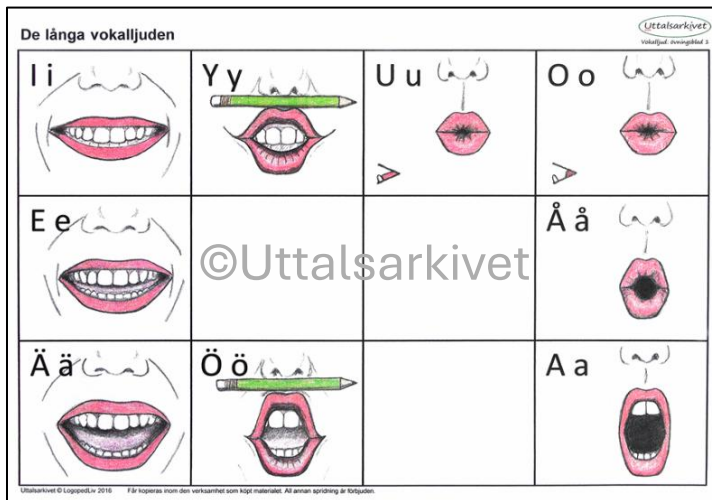 De långa vokalljuden
Uttalsarkivet
Vokalljud, övningsblad 3
I i
Y y
U u
O o
E e
©Uttalsarkivet
Å å
Ä ä
Ö ö
A a
Uttalsarkivet © LogopedLiv 2016 Får kopieras inom den verksamhet som köpt materialet. All annan spridning är förbjuden.